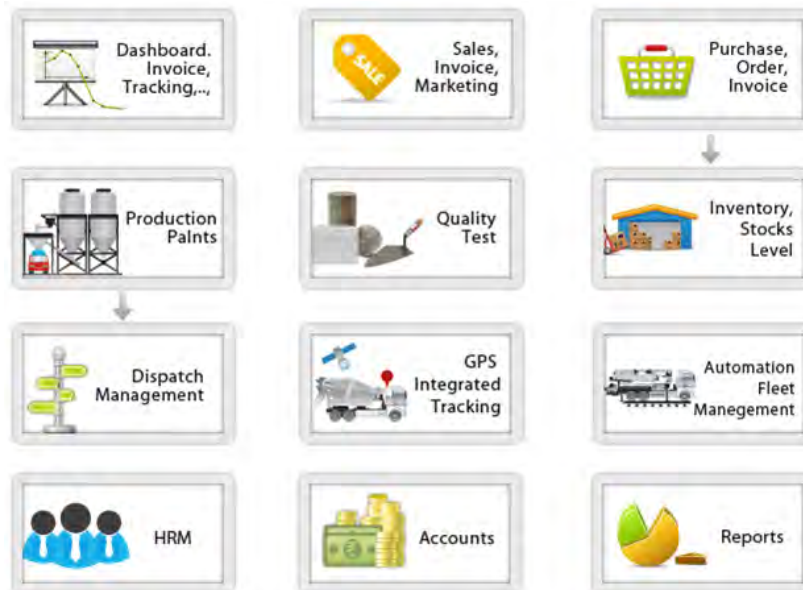 Dashboard.
Invoice,
Tracking,..,
Sales,
Invoice,
Marketing
Purchase,
Order,
Invoice
SALE
Production
Palnts
Quality
Test
Inventory,
Stocks
Level
Dispatch
Management
GPS
Integrated
Tracking
Automation
Fleet
Manegement
HRM
Accounts
Reports